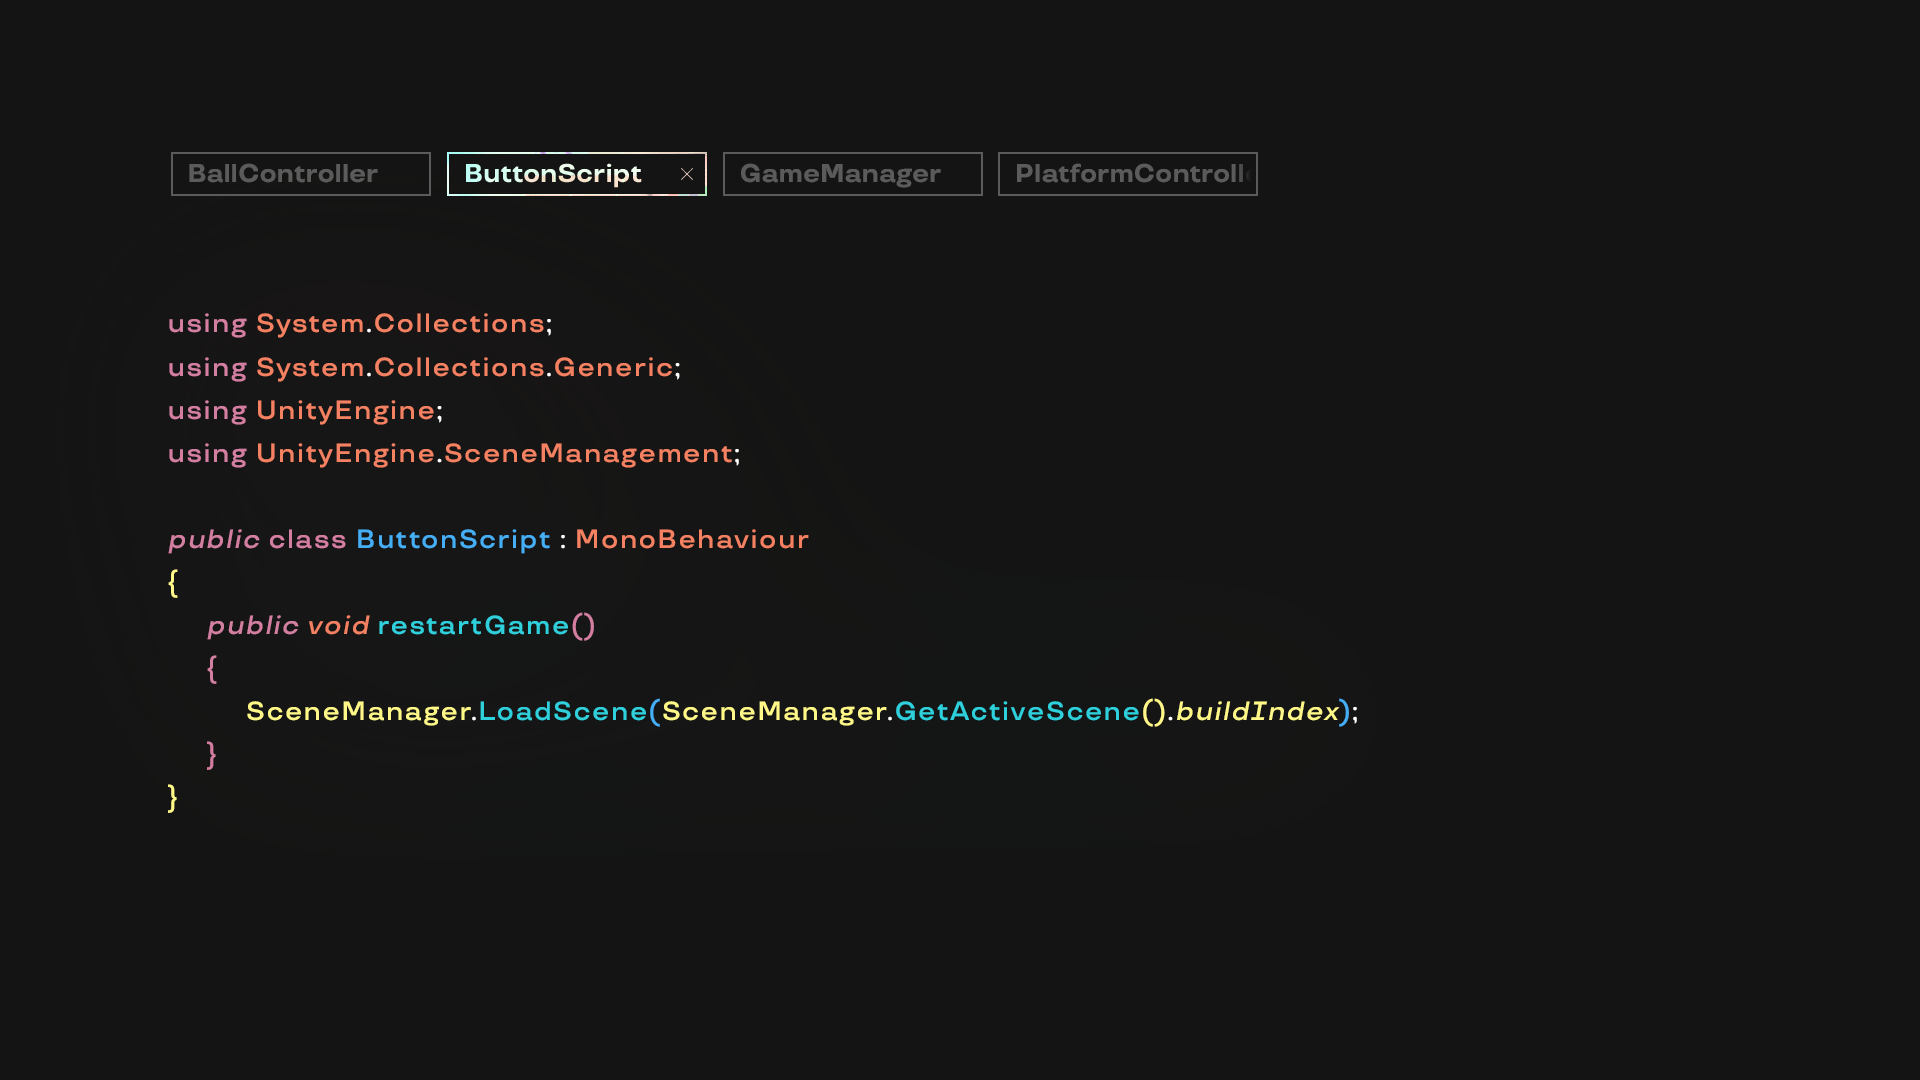 BallController ButtonScript × GameManager PlatformControll
using System.Collections;
using System.Collections.Generic;
using UnityEngine;
using UnityEngine.SceneManagement;
public class ButtonScript : MonoBehaviour
{
public void restartGame()
{
SceneManager.LoadScene(SceneManager.GetActiveScene().buildIndex);
}
}